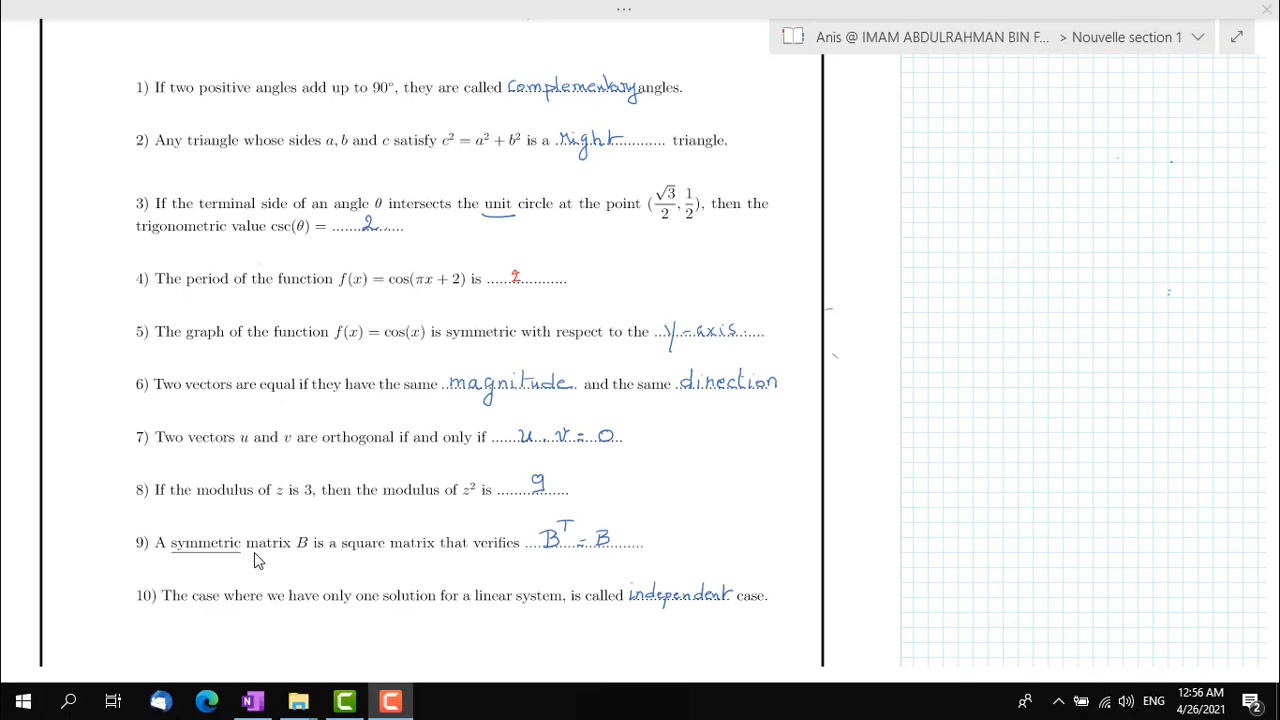 Anis @ IMAM ABDULRAHMAN BIN F... > Nouvelle section 1
1) If two positive angles add up to 90°, they are called complementary angles.
2) Any triangle whose sides a, b and c satisfy c² = a² + b² is a ..right........... triangle.
3) If the terminal side of an angle θ intersects the unit circle at the point (√3/2, 1/2), then the
trigonometric value csc(θ) = ......2......
4) The period of the function f(x) = cos(πx + 2) is ......2...........
5) The graph of the function f(x) = cos(x) is symmetric with respect to the ...y-axis......
6) Two vectors are equal if they have the same ..magnitude.. and the same .direction
7) Two vectors u and v are orthogonal if and only if ......u . v = 0...
8) If the modulus of z is 3, then the modulus of z² is ........9........
9) A symmetric matrix B is a square matrix that verifies ....Bᵀ = B........
10) The case where we have only one solution for a linear system, is called independent case.
ENG
12:56 AM
4/26/2021
2